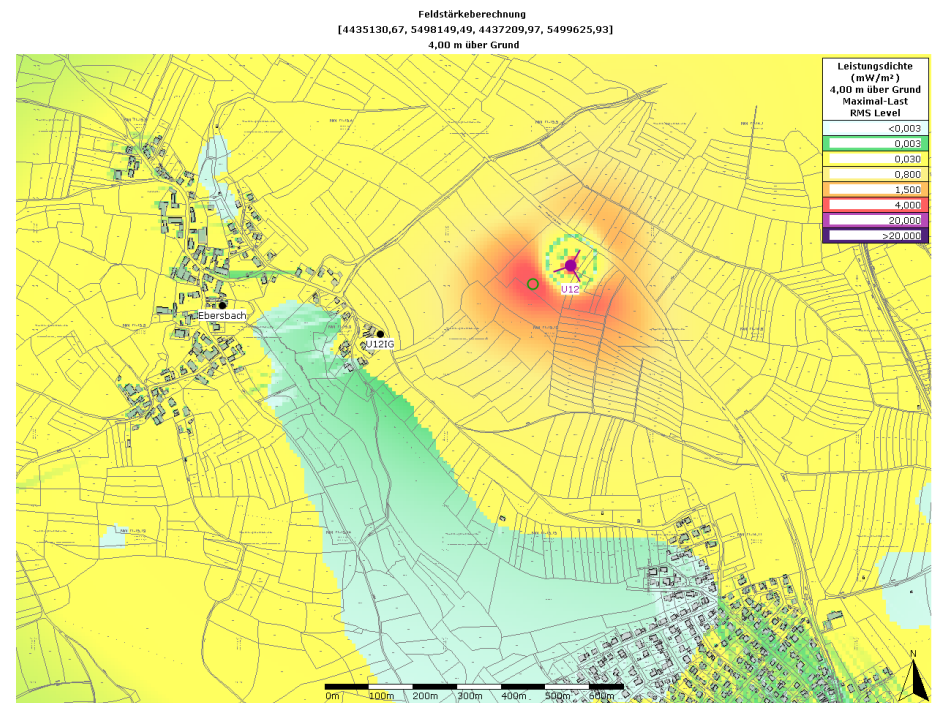 Feldstärkeberechnung
[4435130,67, 5498149,49, 4437209,97, 5499625,93]
4,00 m über Grund
Leistungsdichte
(mW/m²)
4,00 m über Grund
Maximal-Last
RMS Level
<0,003
0,003
0,030
0,800
1,500
4,000
20,000
>20,000
U12
Ebersbach
U12IG
N
0m 100m 200m 300m 400m 500m 600m